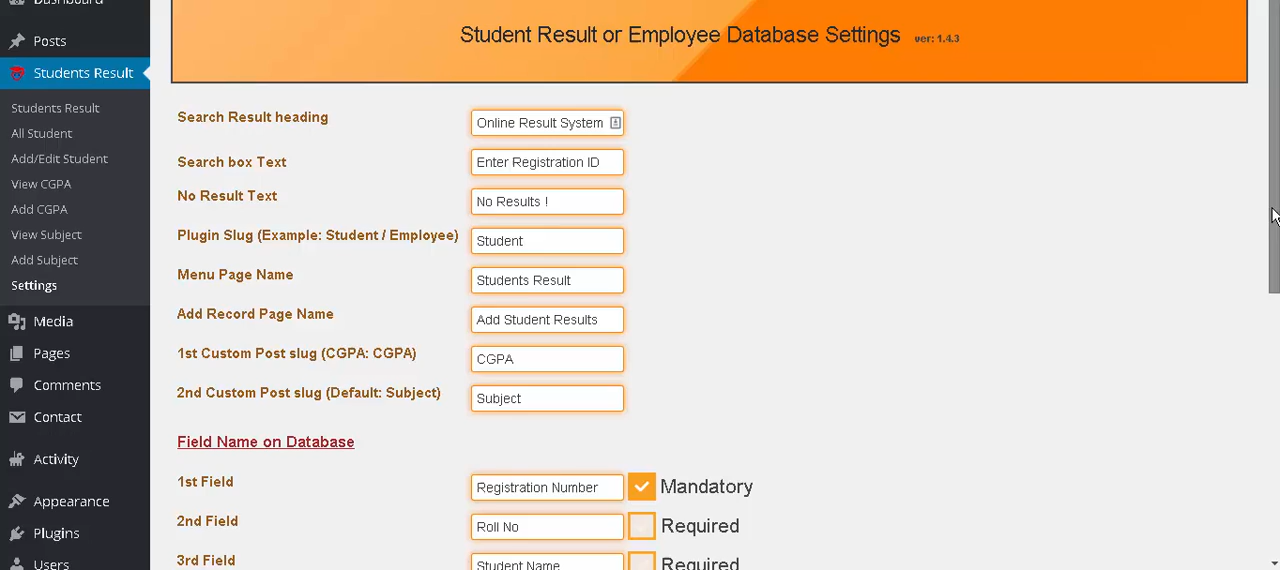 Dashboard
Posts
Students Result
Students Result
All Student
Add/Edit Student
View CGPA
Add CGPA
View Subject
Add Subject
Settings
Media
Pages
Comments
Contact
Activity
Appearance
Plugins
Users
Student Result or Employee Database Settings ver: 1.4.3
Search Result heading Online Result System
Search box Text Enter Registration ID
No Result Text No Results !
Plugin Slug (Example: Student / Employee) Student
Menu Page Name Students Result
Add Record Page Name Add Student Results
1st Custom Post slug (CGPA: CGPA) CGPA
2nd Custom Post slug (Default: Subject) Subject
Field Name on Database
1st Field Registration Number Mandatory
2nd Field Roll No Required
3rd Field Student Name Required